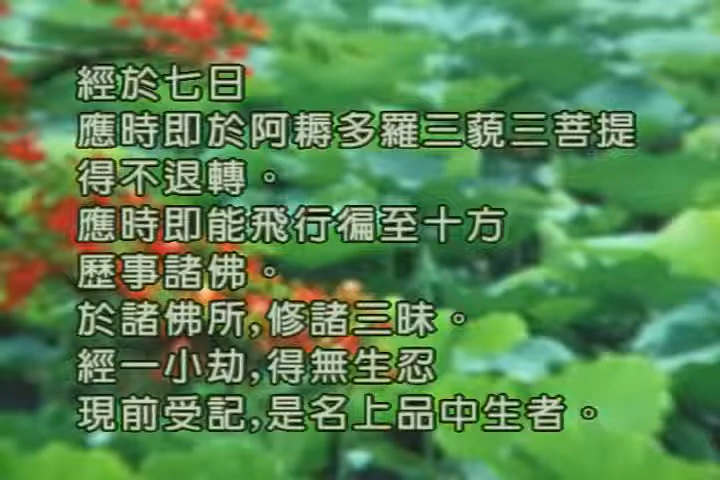 經於七日
應時即於阿耨多羅三藐三菩提
得不退轉。
應時即能飛行徧至十方
歷事諸佛。
於諸佛所,修諸三昧。
經一小劫,得無生忍
現前受記,是名上品中生者。